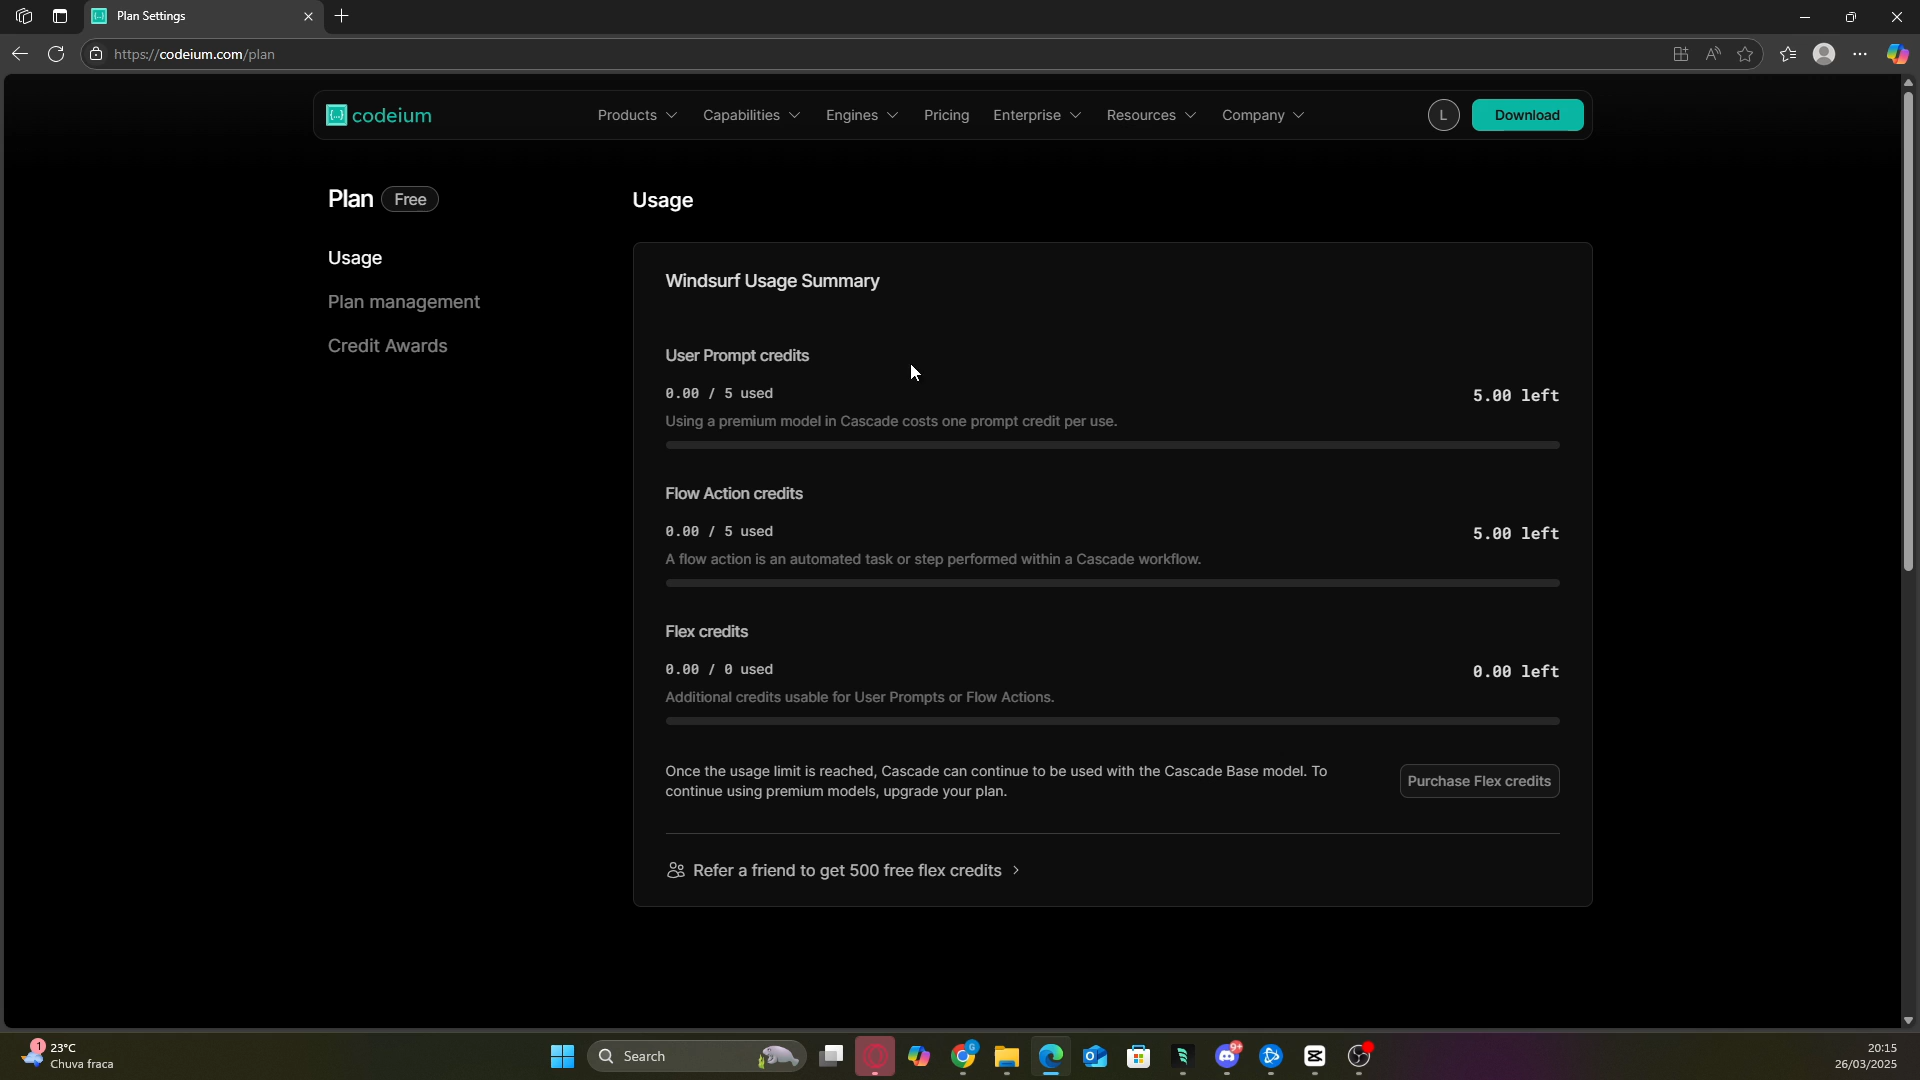 Plan Settings
https://codeium.com/plan
codeium
Products
Capabilities
Engines
Pricing
Enterprise
Resources
Company
L
Download
Plan
Free
Usage
Usage
Plan management
Credit Awards
Windsurf Usage Summary
User Prompt credits
0.00 / 5 used
5.00 left
Using a premium model in Cascade costs one prompt credit per use.
Flow Action credits
0.00 / 5 used
5.00 left
A flow action is an automated task or step performed within a Cascade workflow.
Flex credits
0.00 / 0 used
0.00 left
Additional credits usable for User Prompts or Flow Actions.
Once the usage limit is reached, Cascade can continue to be used with the Cascade Base model. To
continue using premium models, upgrade your plan.
Purchase Flex credits
Refer a friend to get 500 free flex credits
1
23°C
Chuva fraca
Search
G
9+
20:15
26/03/2025